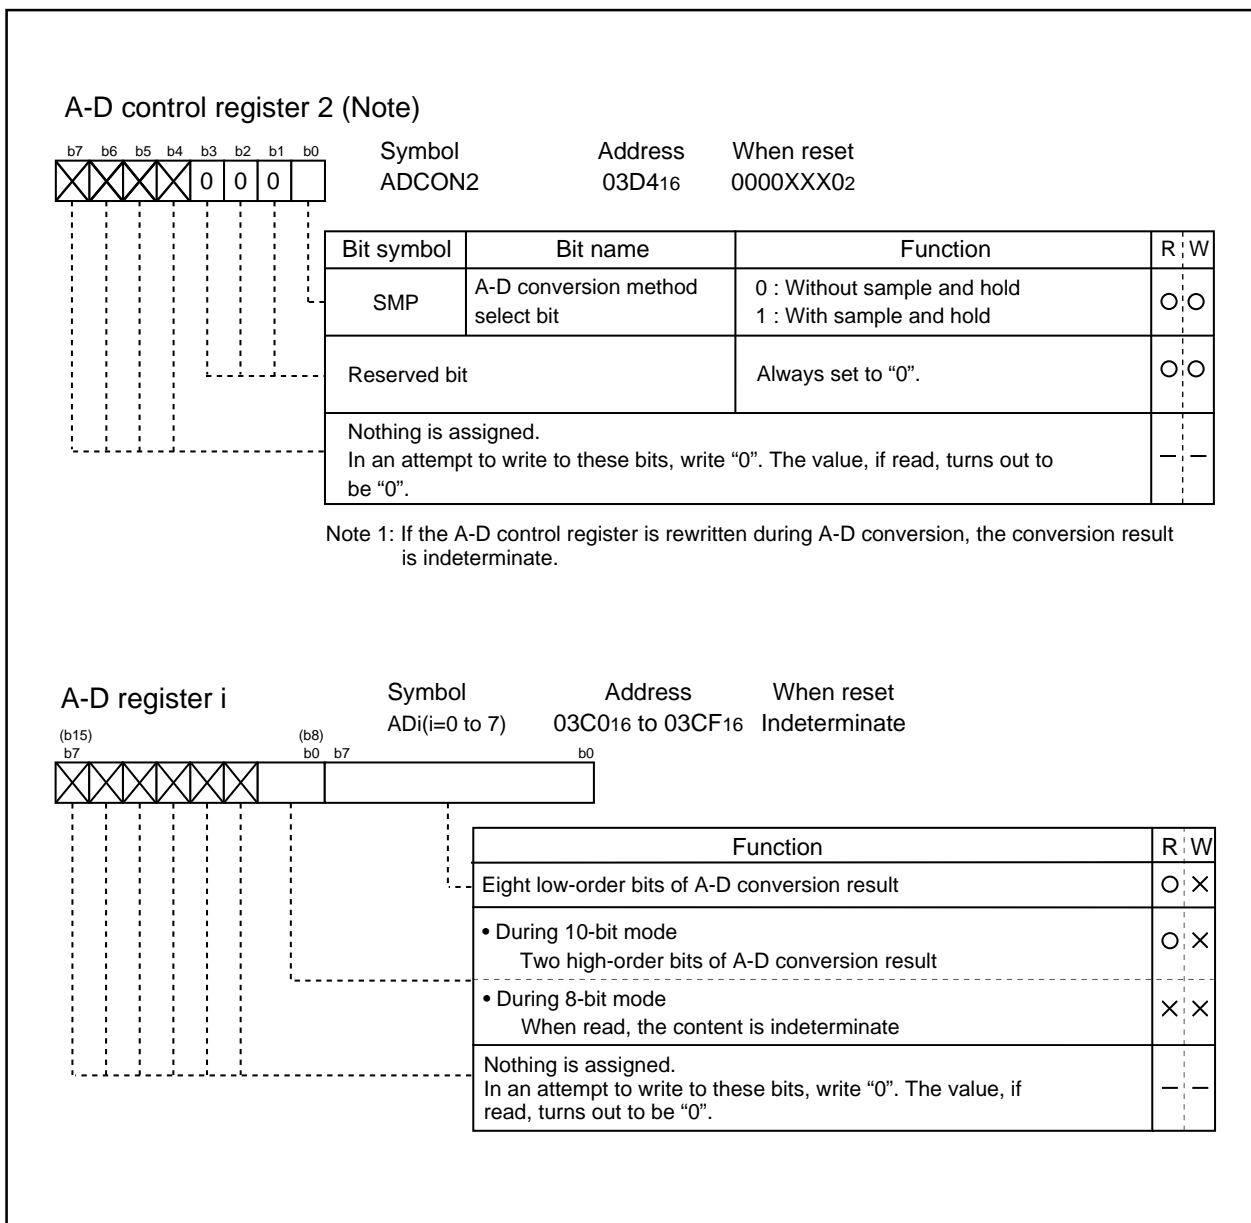 A-D control register 2 (Note)
b7 b6 b5 b4 b3 b2 b1 b0
0 0 0
Symbol Address When reset
ADCON2 03D416 0000XXX02
Bit symbol Bit name Function R W
SMP A-D conversion method select bit 0 : Without sample and hold
1 : With sample and hold
Reserved bit Always set to “0”.
Nothing is assigned.
In an attempt to write to these bits, write “0”. The value, if read, turns out to
be “0”.
Note 1: If the A-D control register is rewritten during A-D conversion, the conversion result
is indeterminate.
A-D register i
Symbol Address When reset
ADi(i=0 to 7) 03C016 to 03CF16 Indeterminate
(b15) (b8)
b7 b0 b7 b0
Function R W
Eight low-order bits of A-D conversion result
• During 10-bit mode
Two high-order bits of A-D conversion result
• During 8-bit mode
When read, the content is indeterminate
Nothing is assigned.
In an attempt to write to these bits, write “0”. The value, if
read, turns out to be “0”.